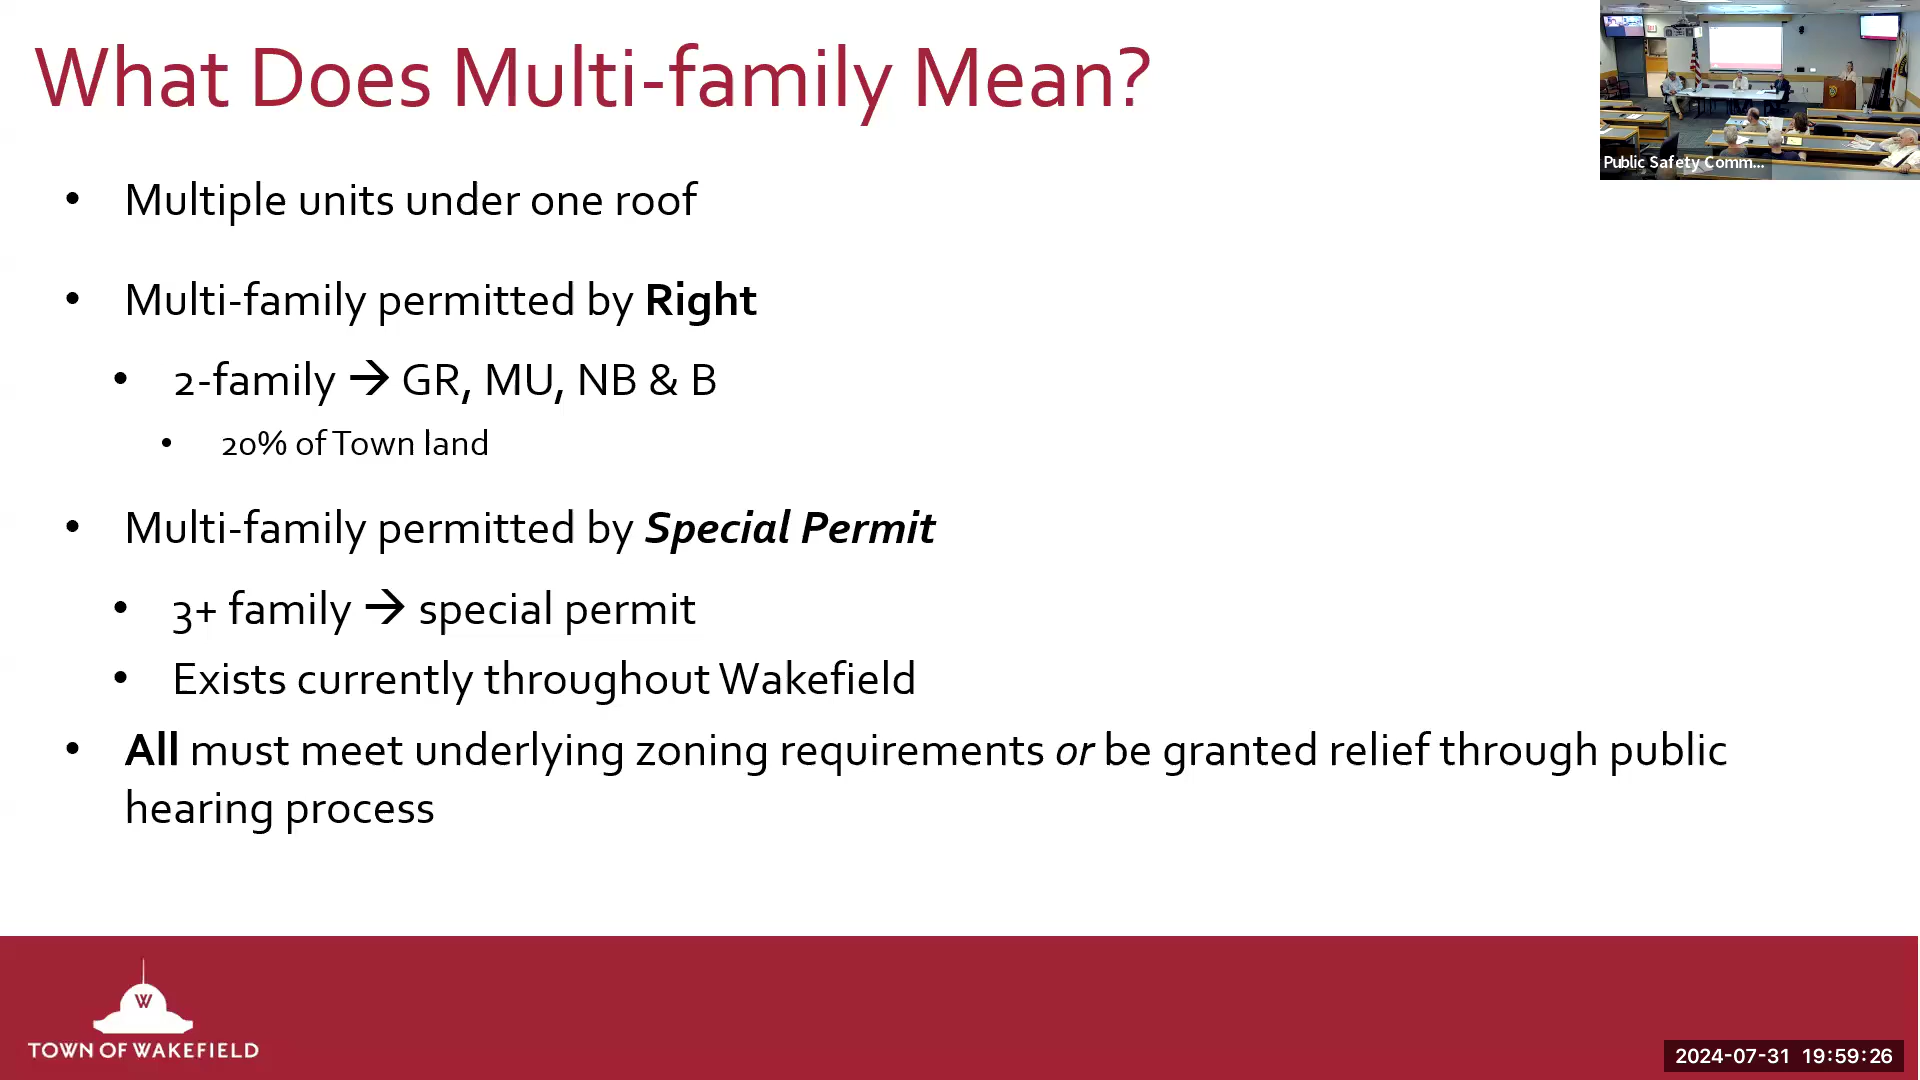 What Does Multi-family Mean?
Public Safety Comm...
• Multiple units under one roof
• Multi-family permitted by Right
• 2-family → GR, MU, NB & B
• 20% of Town land
• Multi-family permitted by Special Permit
• 3+ family → special permit
• Exists currently throughout Wakefield
• All must meet underlying zoning requirements or be granted relief through public
hearing process
W
TOWN OF WAKEFIELD
2024-07-31 19:59:26